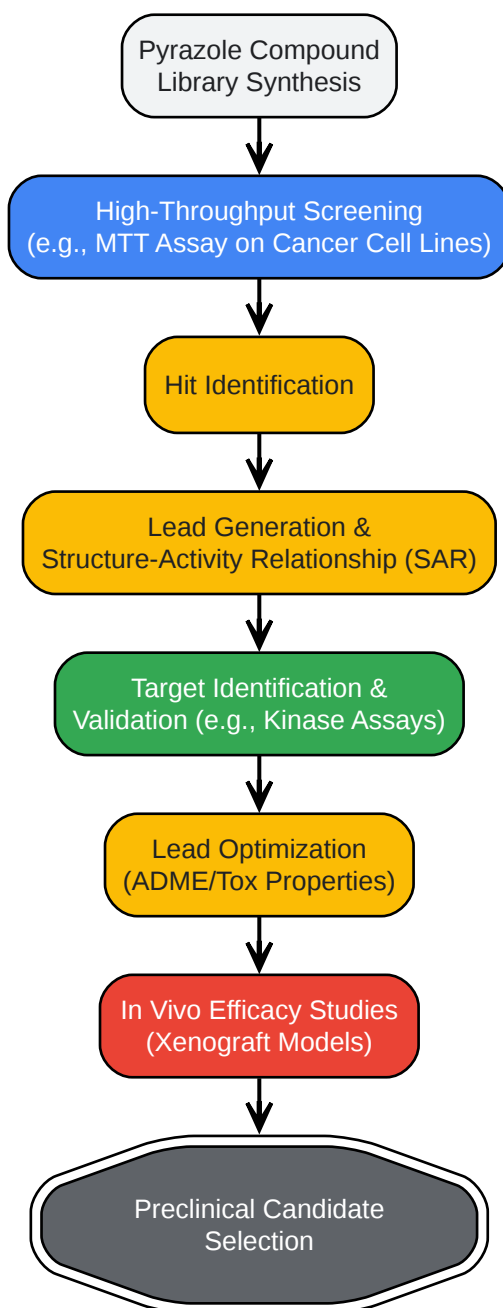 Pyrazole Compound
Library Synthesis
High-Throughput Screening
(e.g., MTT Assay on Cancer Cell Lines)
Hit Identification
Lead Generation &
Structure-Activity Relationship (SAR)
Target Identification &
Validation (e.g., Kinase Assays)
Lead Optimization
(ADME/Tox Properties)
In Vivo Efficacy Studies
(Xenograft Models)
Preclinical Candidate
Selection